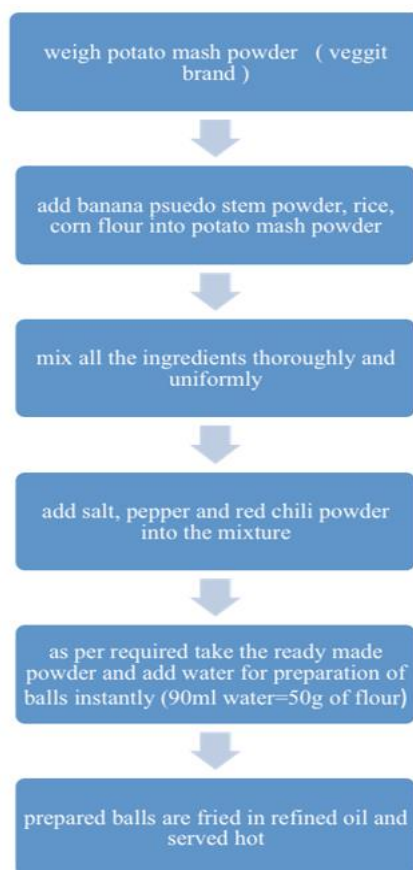 weigh potato mash powder ( veggit
brand )
add banana psuedo stem powder, rice,
corn flour into potato mash powder
mix all the ingredients thoroughly and
uniformly
add salt, pepper and red chili powder
into the mixture
as per required take the ready made
powder and add water for preparation of
balls instantly (90ml water=50g of flour)
prepared balls are fried in refined oil and
served hot